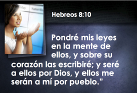 Hebreos 8:10
Pondré mis leyes
en la mente de
ellos, y sobre su
corazón las escribiré; y seré
a ellos por Dios, y ellos me
serán a mí por pueblo."